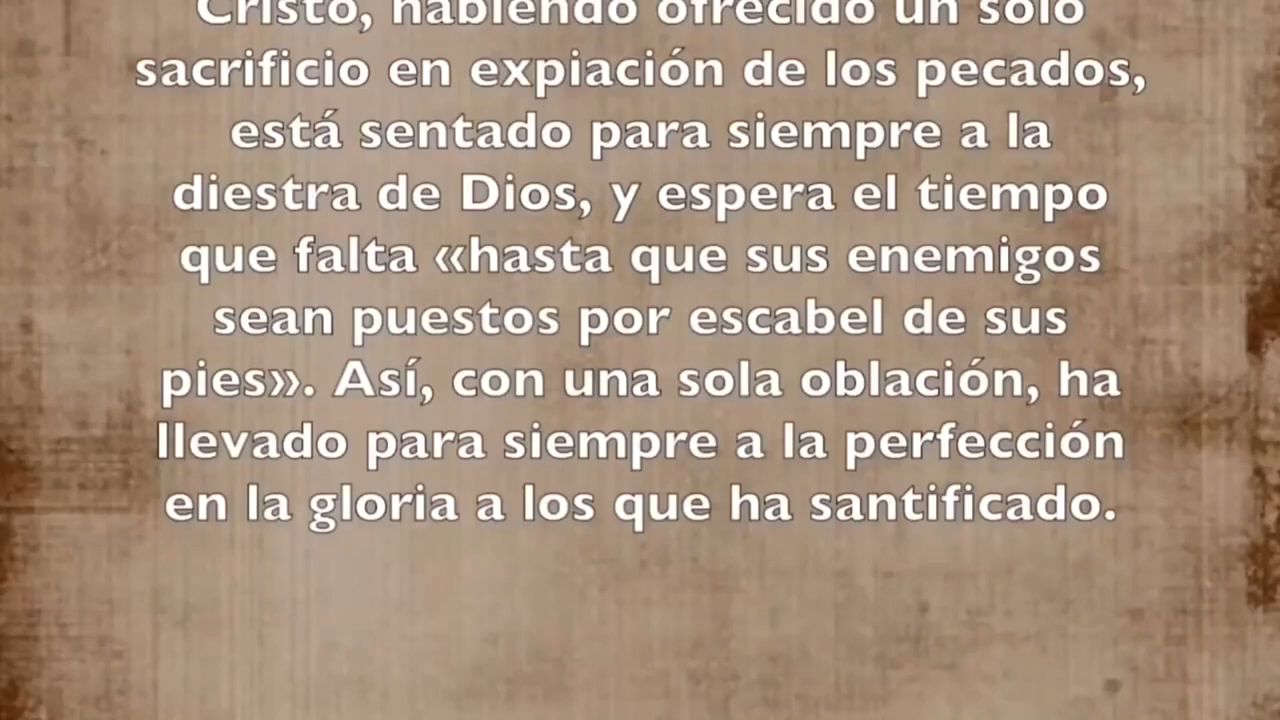 Cristo, habiendo ofrecido un solo
sacrificio en expiación de los pecados,
está sentado para siempre a la
diestra de Dios, y espera el tiempo
que falta «hasta que sus enemigos
sean puestos por escabel de sus
pies». Así, con una sola oblación, ha
llevado para siempre a la perfección
en la gloria a los que ha santificado.